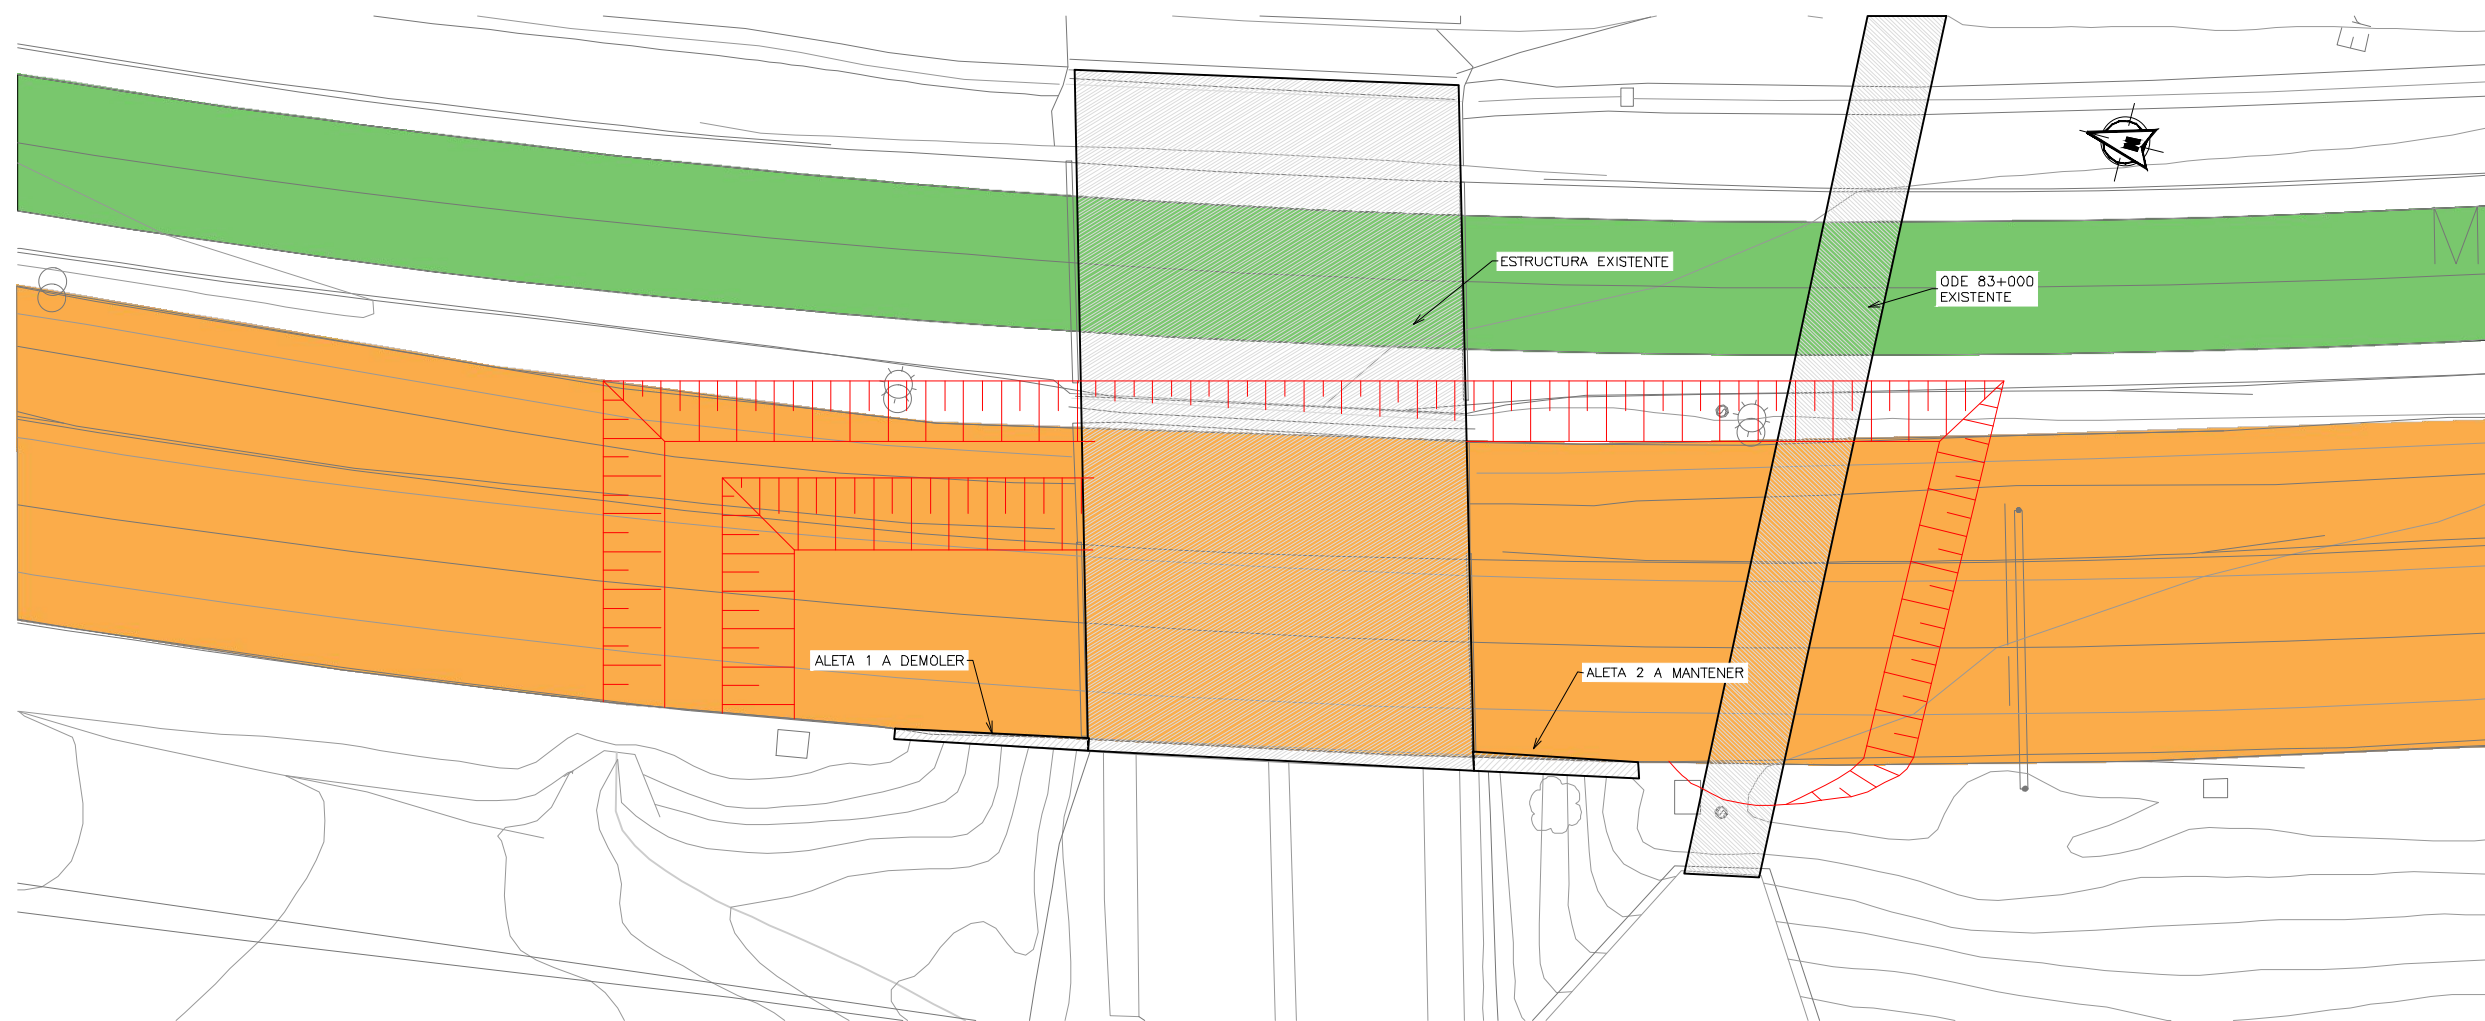 ESTRUCTURA EXISTENTE
ODE 83+000
EXISTENTE
ALETA 1 A DEMOLER
ALETA 2 A MANTENER
N
M